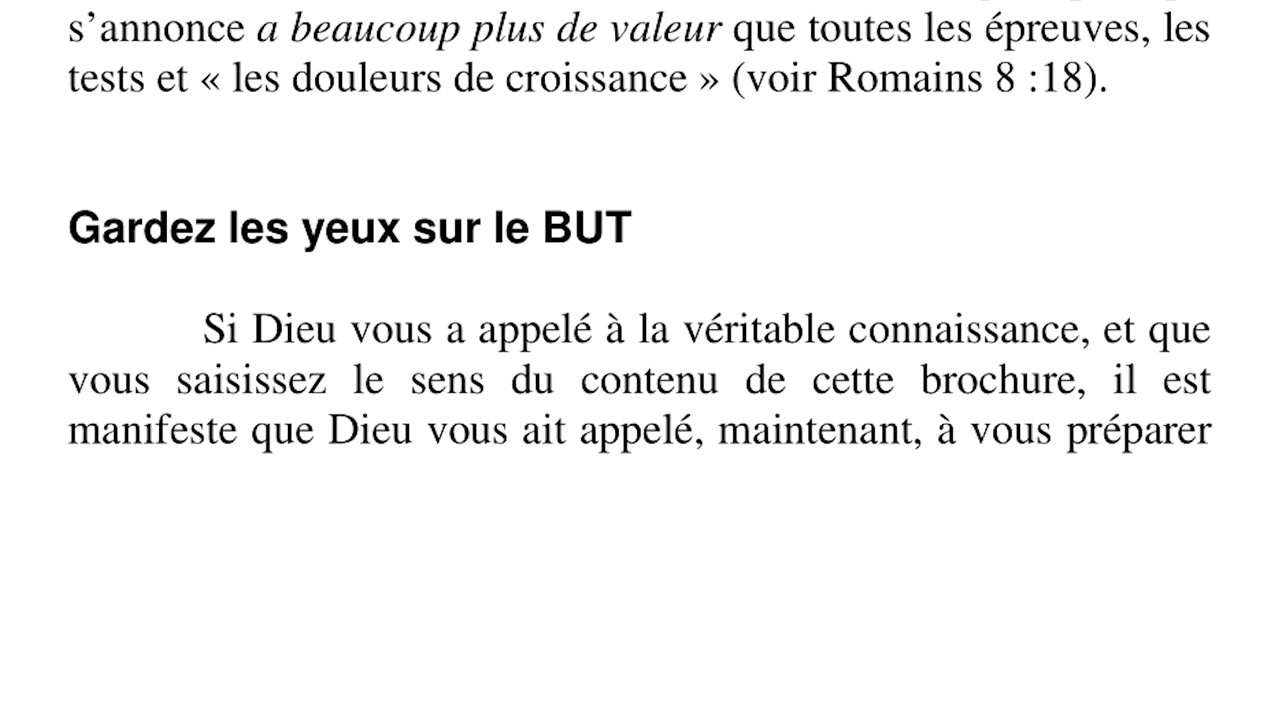 s’annonce a beaucoup plus de valeur que toutes les épreuves, les
tests et « les douleurs de croissance » (voir Romains 8 :18).
Gardez les yeux sur le BUT
Si Dieu vous a appelé à la véritable connaissance, et que
vous saisissez le sens du contenu de cette brochure, il est
manifeste que Dieu vous ait appelé, maintenant, à vous préparer